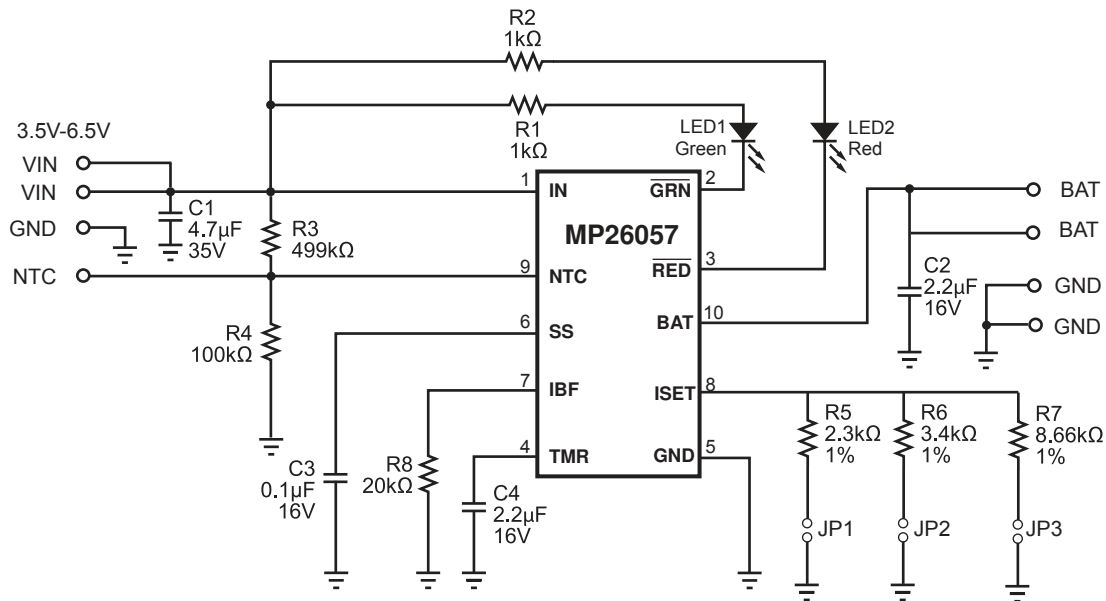 R2
1kΩ
R1
1kΩ
3.5V-6.5V
VIN
VIN
GND
NTC
C1
4.7µF
35V
R3
499kΩ
R4
100kΩ
LED1
Green
LED2
Red
MP26057
1
IN
9
NTC
6
SS
7
IBF
4
TMR
GRN
2
RED
3
BAT
10
ISET
8
GND
5
BAT
BAT
GND
GND
C2
2.2µF
16V
C3
0.1µF
16V
R8
20kΩ
C4
2.2µF
16V
R5
2.3kΩ
1%
R6
3.4kΩ
1%
R7
8.66kΩ
1%
JP1
JP2
JP3